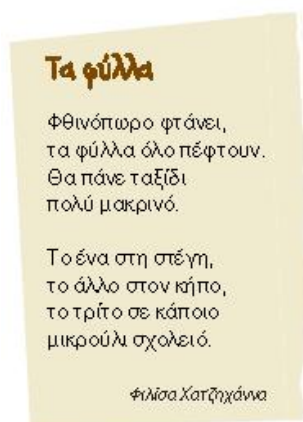 Τα φύλλα
Φθινόπωρο φτάνει,
τα φύλλα όλο πέφτουν.
Θα πάνε ταξίδι
πολύ μακρινό.
Το ένα στη στέγη,
το άλλο στον κήπο,
το τρίτο σε κάποιο
μικρούλι σχολειό.
Φιλίσα Χατζηχάννα